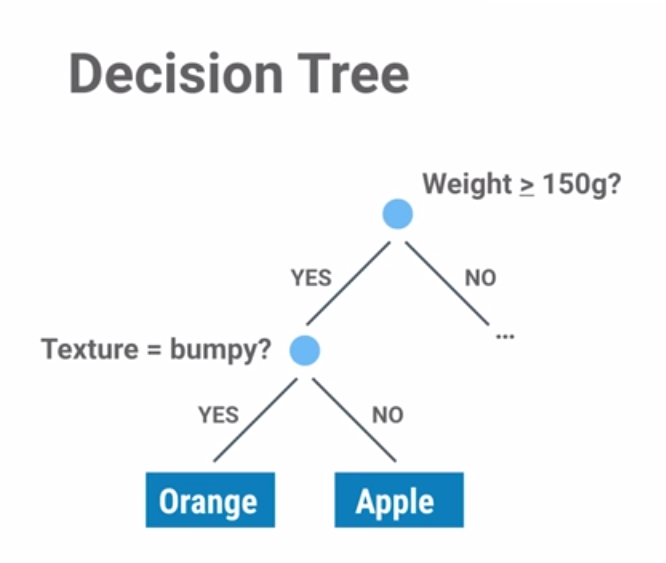 Decision Tree
Weight ≥ 150g?
YES
NO
...
Texture = bumpy?
YES
NO
Orange
Apple